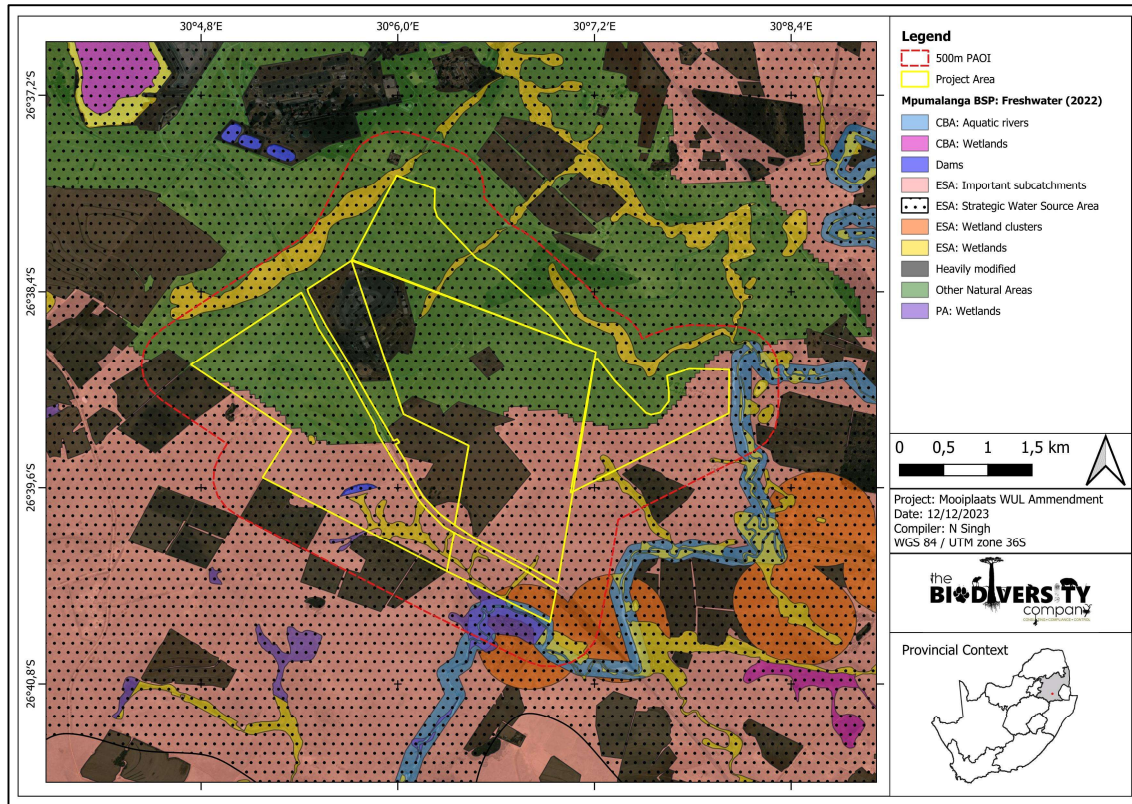 30°4,8'E
30°6,0'E
30°7,2'E
30°8,4'E
26°37,2'S
26°38,4'S
26°39,6'S
26°40,8'S
Legend
500m PAOI
Project Area
Mpumalanga BSP: Freshwater (2022)
CBA: Aquatic rivers
CBA: Wetlands
Dams
ESA: Important subcatchments
ESA: Strategic Water Source Area
ESA: Wetland clusters
ESA: Wetlands
Heavily modified
Other Natural Areas
PA: Wetlands
0 0,5 1 1,5 km
Project: Mooiplaats WUL Ammendment
Date: 12/12/2023
Compiler: N Singh
WGS 84 / UTM zone 36S
the
BIODIVERSITY
company
Provincial Context